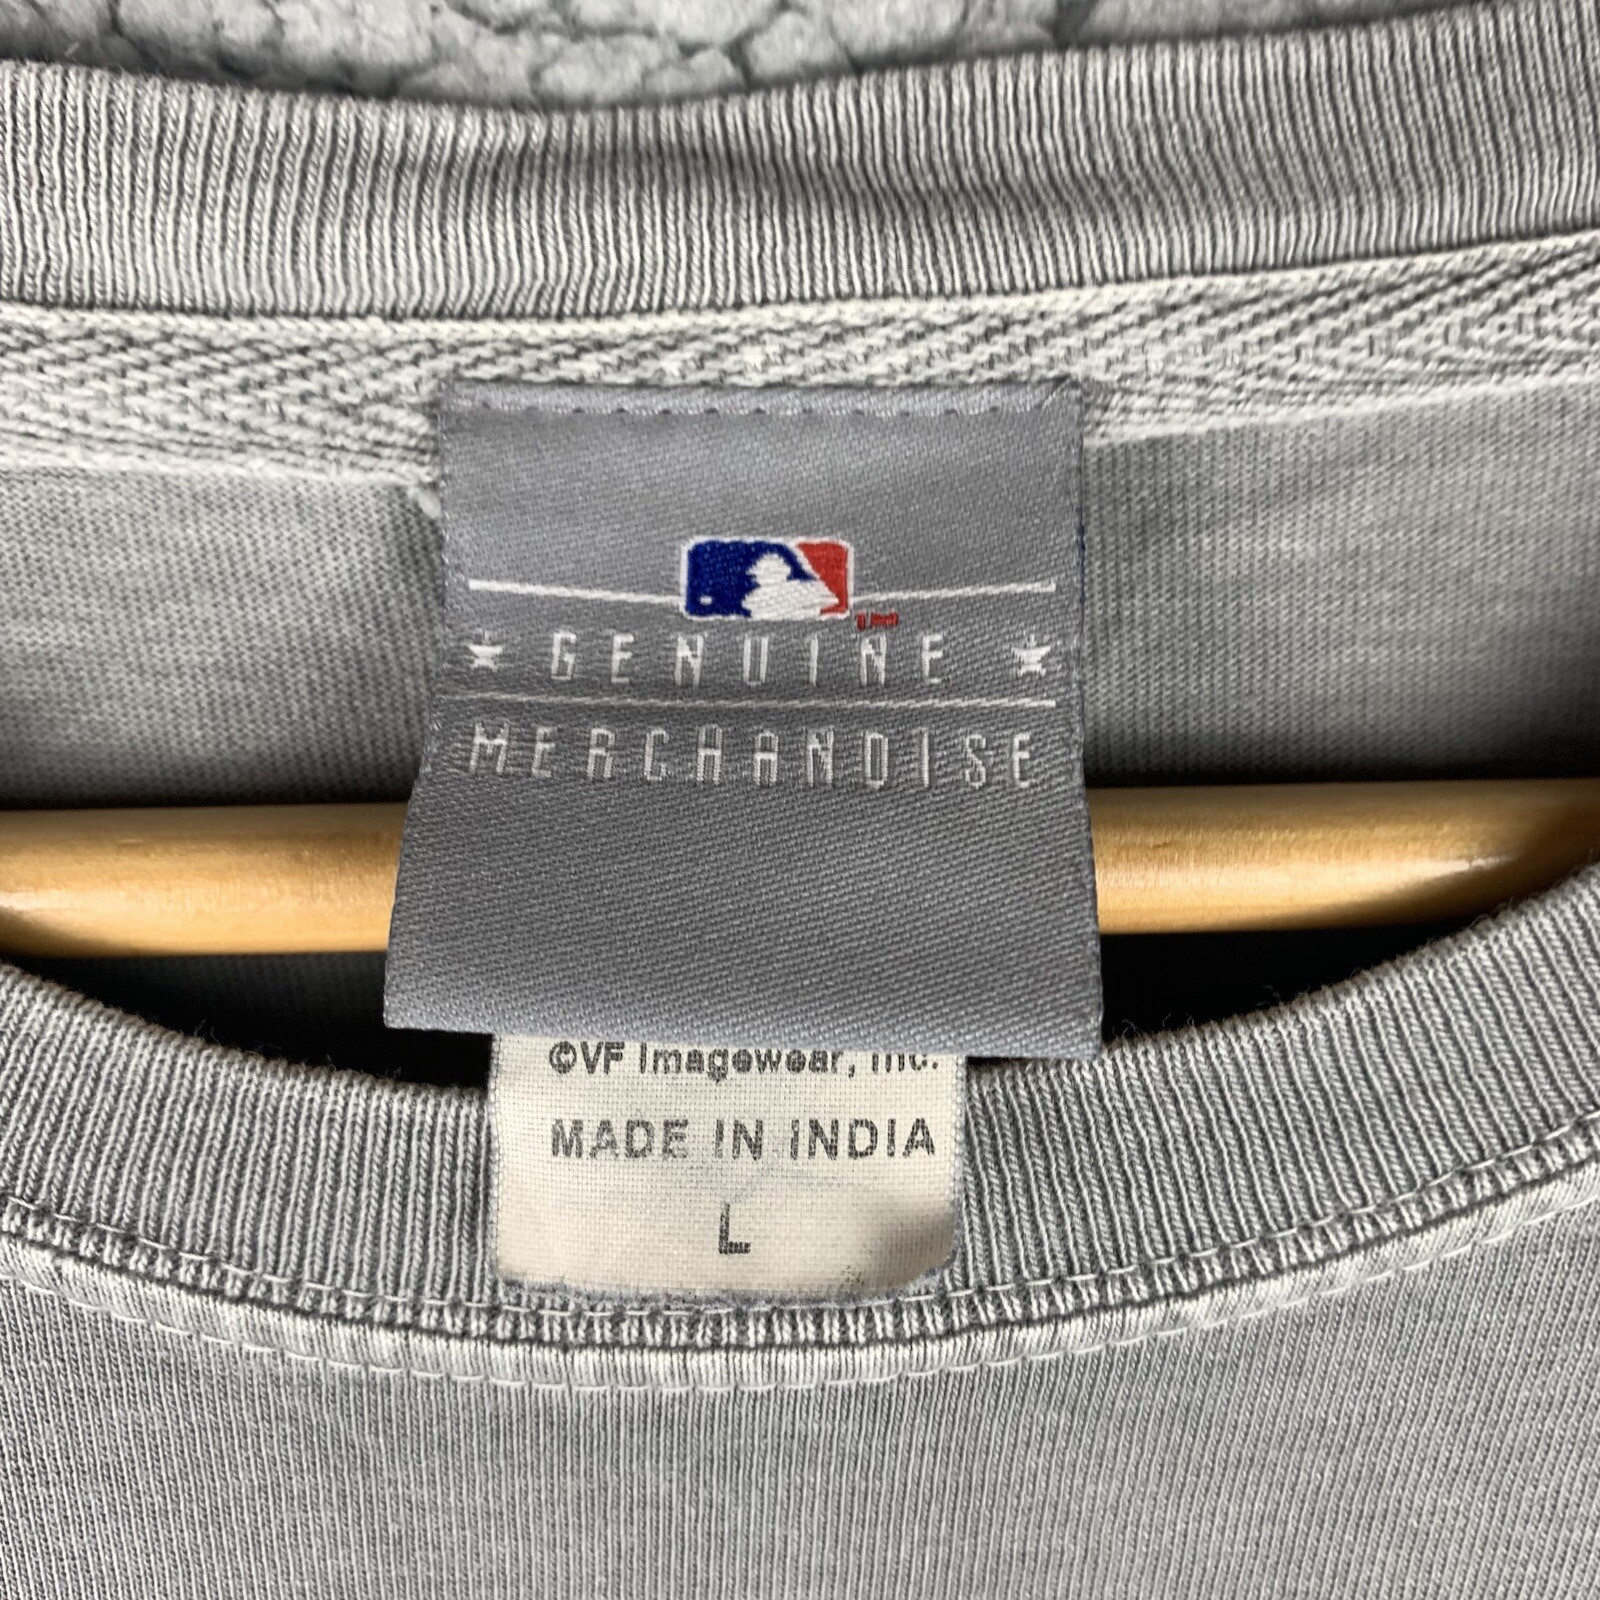 GENUINE
MERCHANDISE
©VF Imagewear, Inc.
MADE IN INDIA
L